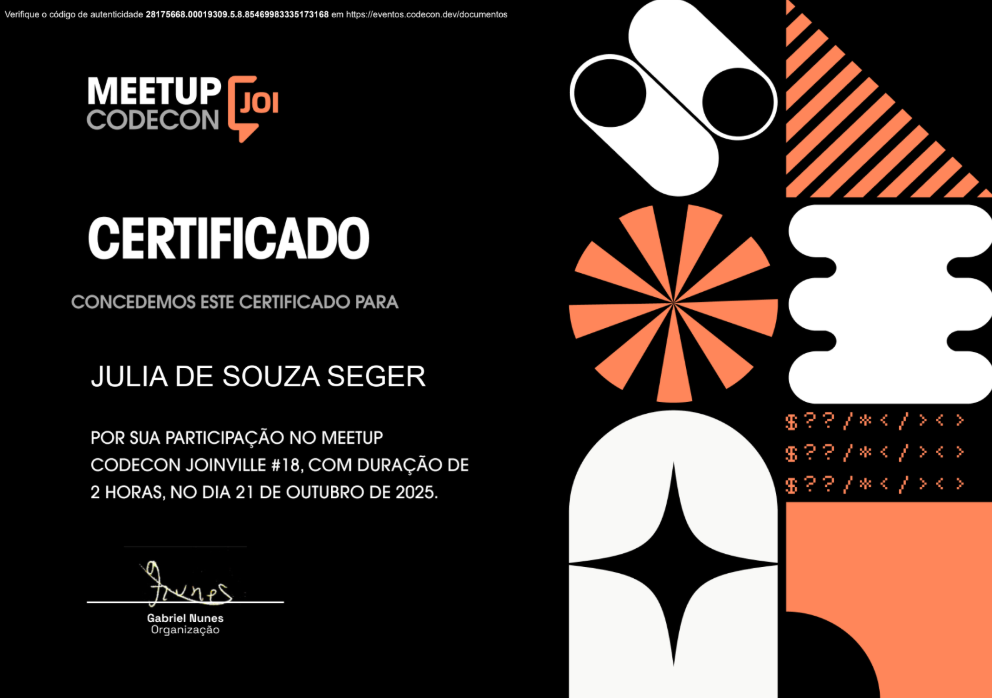 Verifique o código de autenticidade 28175668.00019309.5.8.85469983335173168 em https://eventos.codecon.dev/documentos
MEETUP
CODECON
JOI
CERTIFICADO
CONCEDEMOS ESTE CERTIFICADO PARA
JULIA DE SOUZA SEGER
POR SUA PARTICIPAÇÃO NO MEETUP
CODECON JOINVILLE #18, COM DURAÇÃO DE
2 HORAS, NO DIA 21 DE OUTUBRO DE 2025.
Gnunes
Gabriel Nunes
Organização
$??/*</><>
$??/*</><>
$??/*</><>